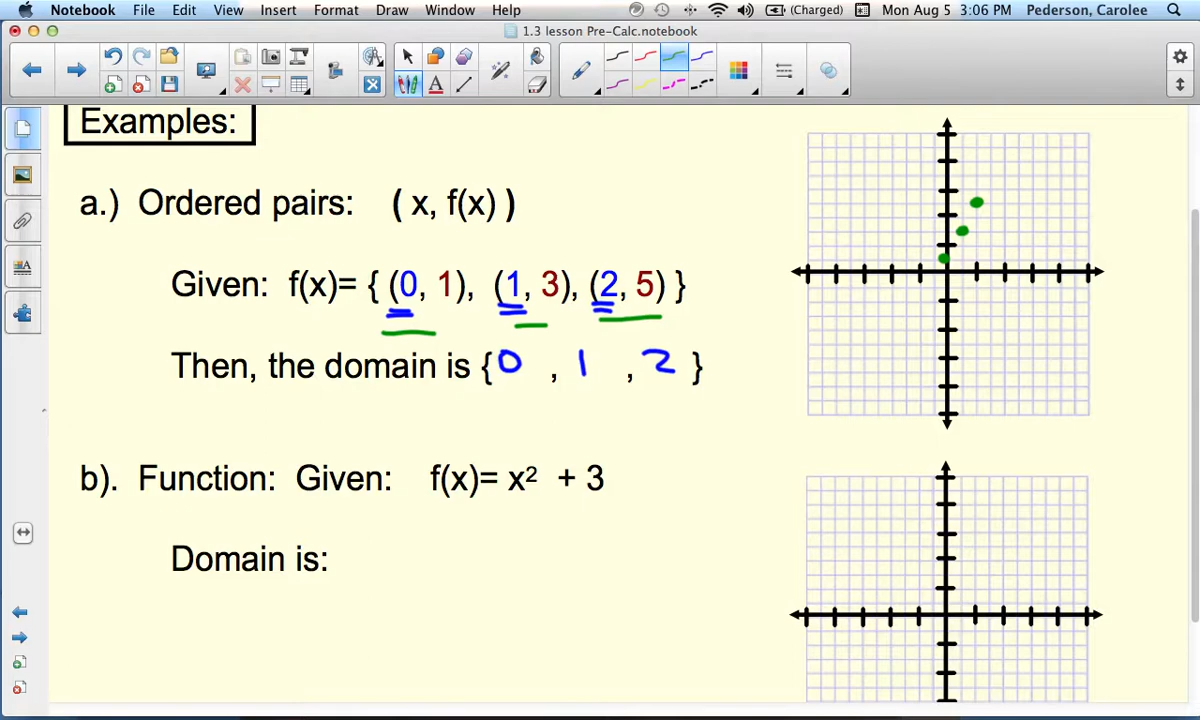 Notebook File Edit View Insert Format Draw Window Help (Charged) Mon Aug 5 3:06 PM Pederson, Carolee
1.3 lesson Pre-Calc.notebook
Examples:
a.) Ordered pairs: ( x, f(x) )
Given: f(x)= { (0, 1), (1, 3), (2, 5) }
Then, the domain is {0 , 1 , 2 }
b). Function: Given: f(x)= x² + 3
Domain is: